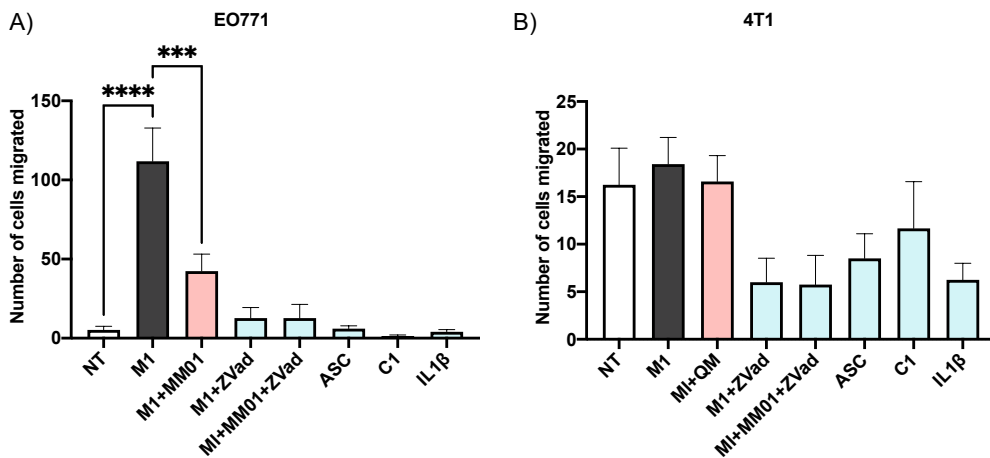 A)
EO771
Number of cells migrated
150
100
50
0
****
***
NT
M1
M1+MM01
M1+ZVad
MI+MM01+ZVad
ASC
C1
IL1β
B)
4T1
Number of cells migrated
25
20
15
10
5
0
NT
M1
MI+QM
M1+ZVad
MI+MM01+ZVad
ASC
C1
IL1β